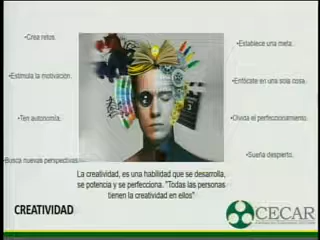 •Crea retos.
•Estimula la motivación.
•Ten autonomía.
•Busca nuevas perspectivas
•Establece una meta.
•Enfócate en una sola cosa.
•Olvida el perfeccionamiento.
•Sueña despierto.
La creatividad, es una habilidad que se desarrolla,
se potencia y se perfecciona. "Todas las personas
tienen la creatividad en ellos"
CREATIVIDAD
CECAR